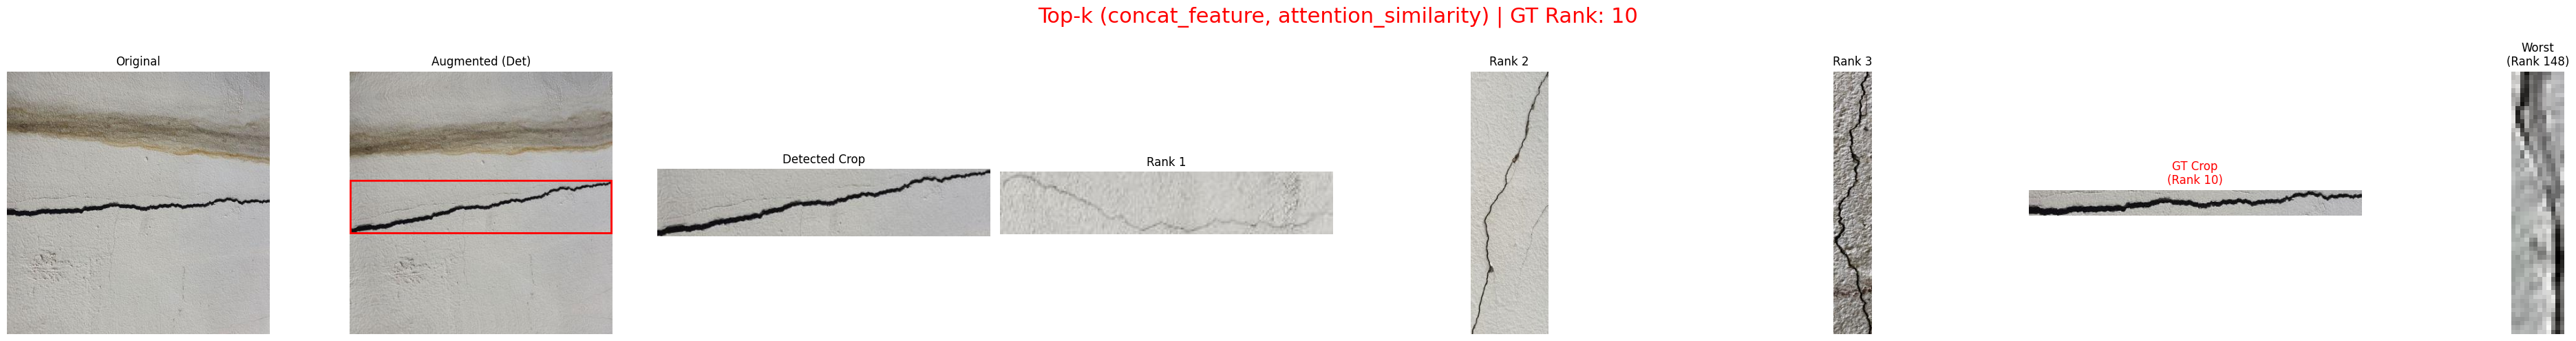 Top-k (concat_feature, attention_similarity) | GT Rank: 10
Original
Augmented (Det)
Detected Crop
Rank 1
Rank 2
Rank 3
GT Crop
(Rank 10)
Worst
(Rank 148)